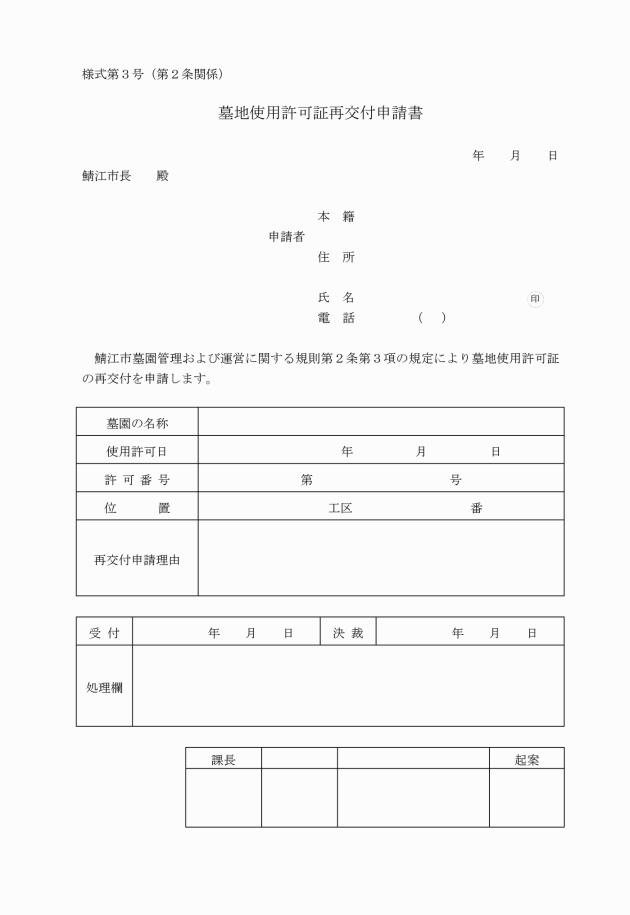 様式第３号（第２条関係）
墓地使用許可証再交付申請書
年　　月　　日
鯖江市長　　殿
本　籍
申請者
住　所
氏　名　　　　　　　　　　　　　　印
電　話　　　　　（　　）
鯖江市墓園管理および運営に関する規則第２条第３項の規定により墓地使用許可証
の再交付を申請します。
墓園の名称
使用許可日　　年　　月　　日
許 可 番 号　　第　　号
位　　置　　工区　　番
再交付申請理由
受 付　　年　　月　　日　　決 裁　　年　　月　　日
処理欄
課長　　起案